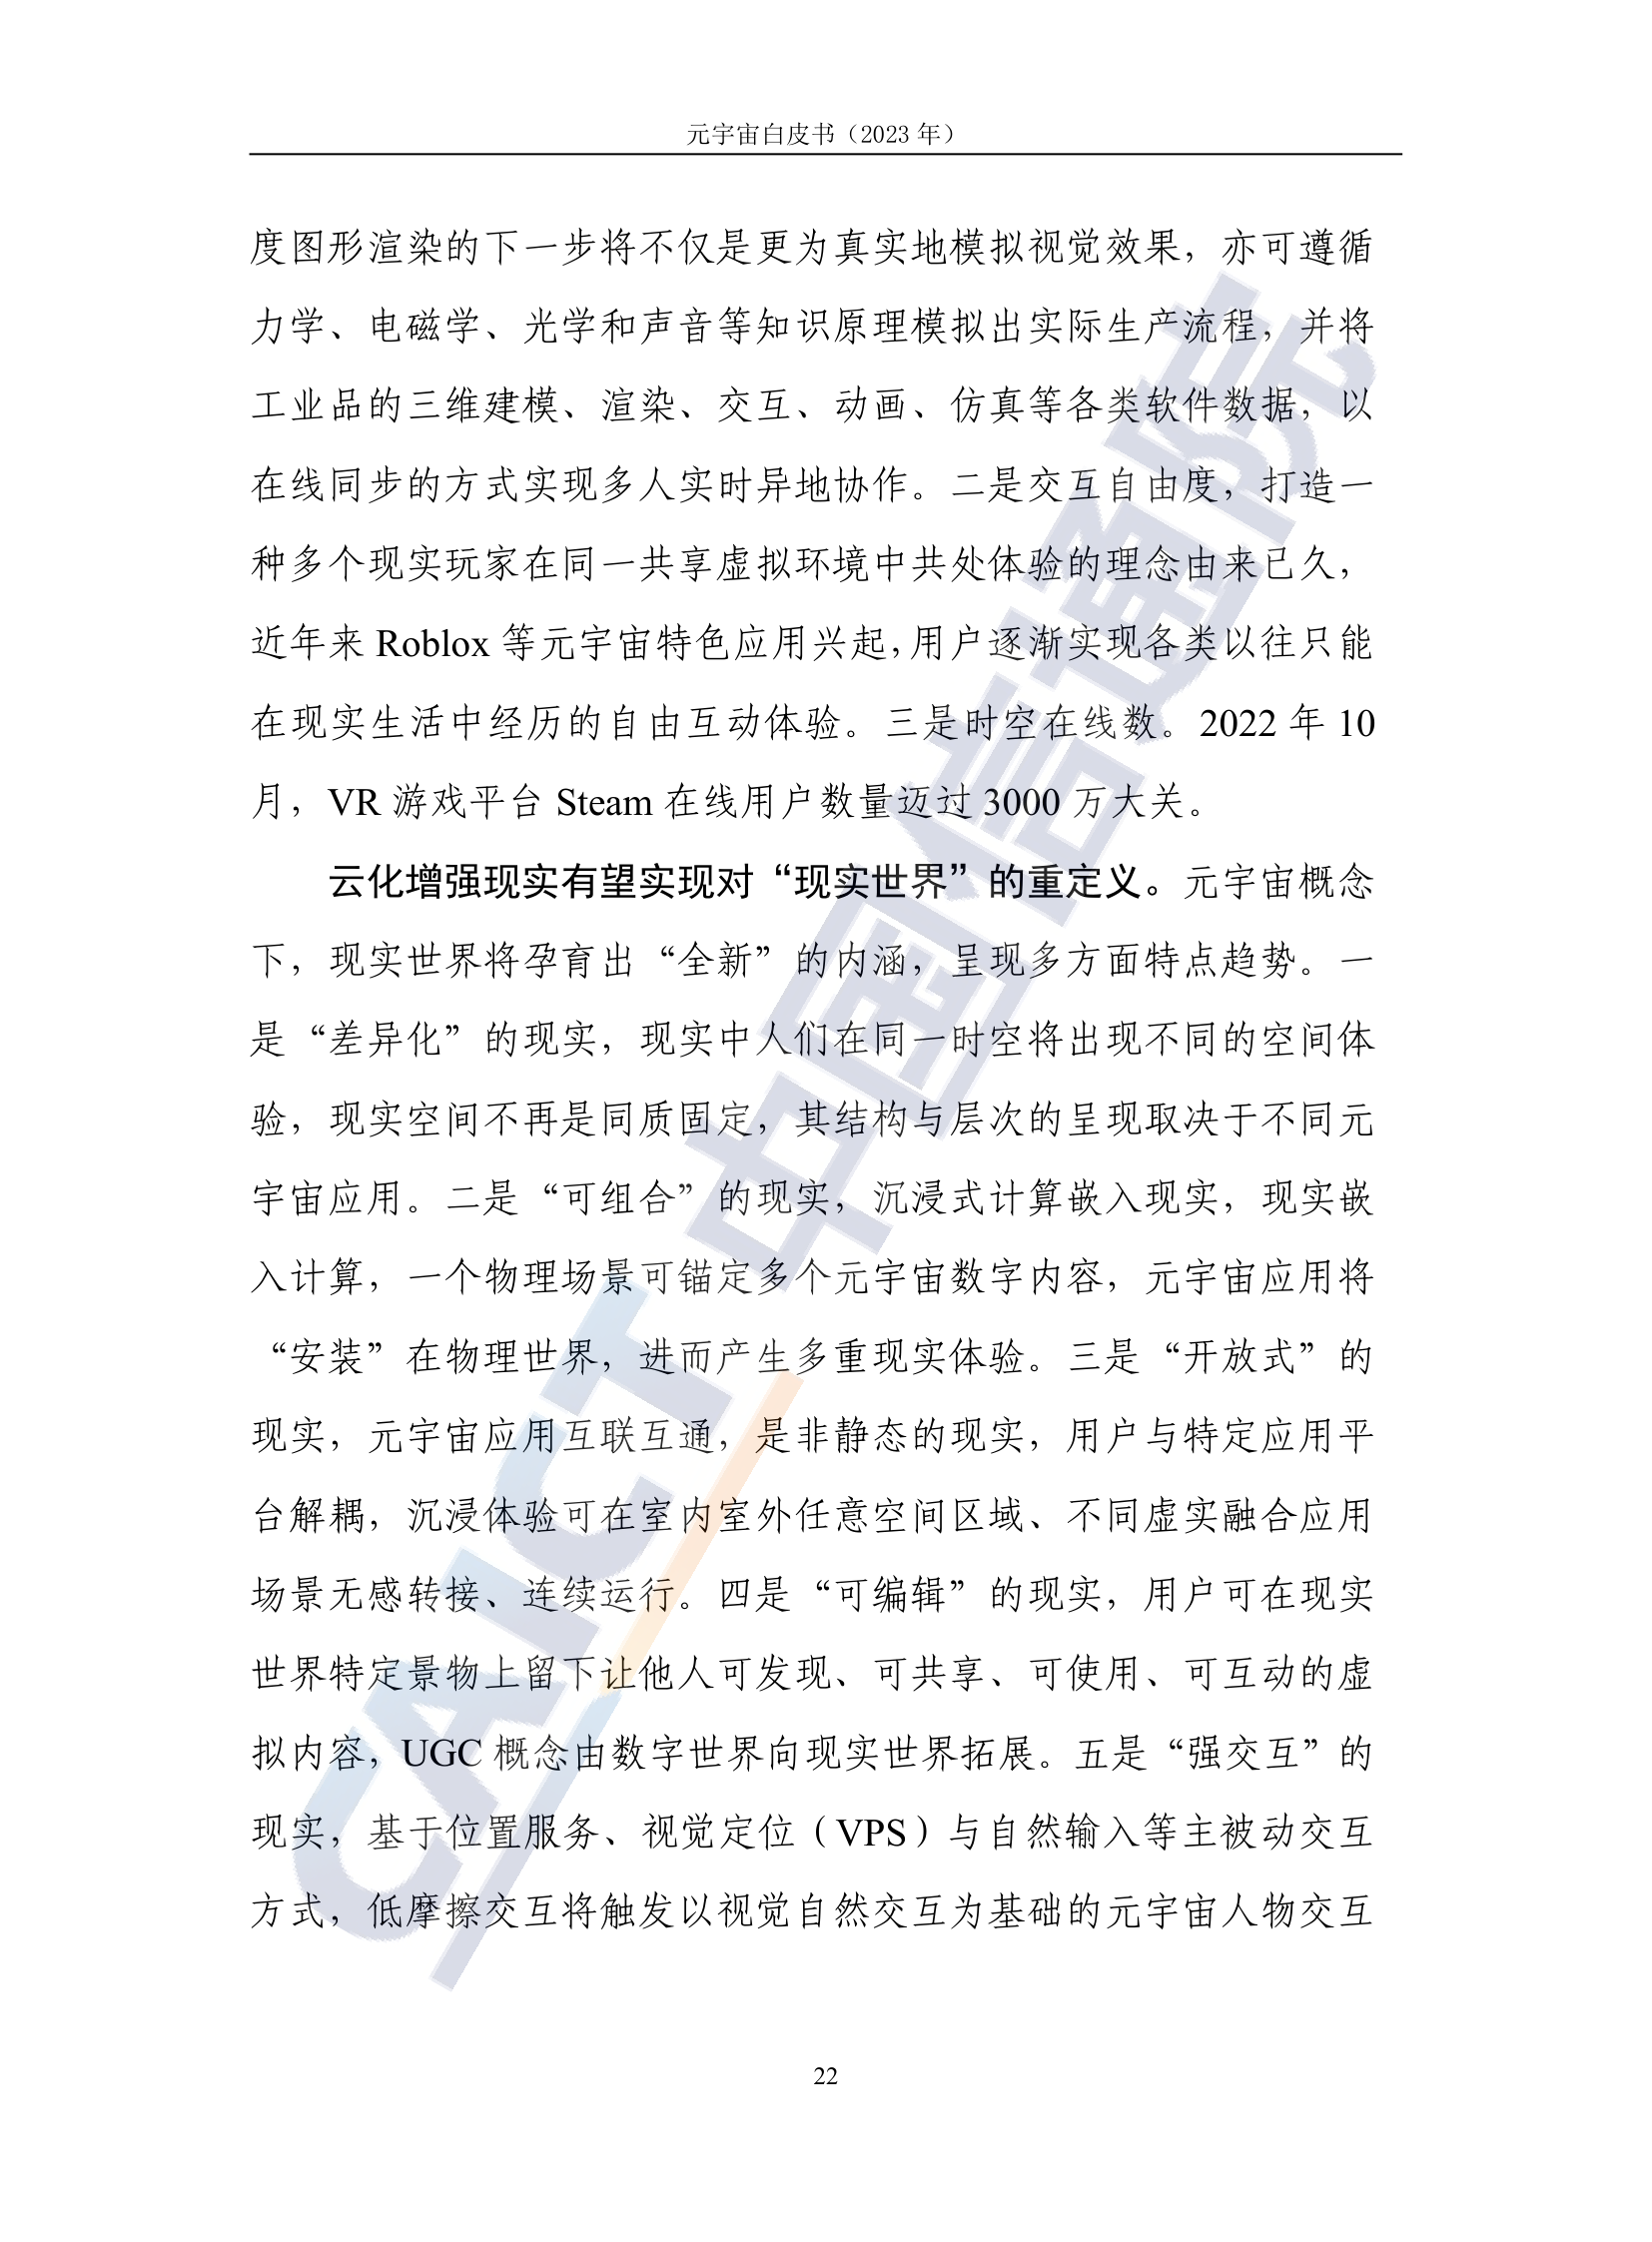 元宇宙白皮书（2023 年）
度图形渲染的下一步将不仅是更为真实地模拟视觉效果，亦可遵循
力学、电磁学、光学和声音等知识原理模拟出实际生产流程，并将
工业品的三维建模、渲染、交互、动画、仿真等各类软件数据，以
在线同步的方式实现多人实时异地协作。二是交互自由度，打造一
种多个现实玩家在同一共享虚拟环境中共处体验的理念由来已久，
近年来 Roblox 等元宇宙特色应用兴起，用户逐渐实现各类以往只能
在现实生活中经历的自由互动体验。三是时空在线数。2022 年 10
月，VR 游戏平台 Steam 在线用户数量迈过 3000 万大关。
云化增强现实有望实现对“现实世界”的重定义。元宇宙概念
下，现实世界将孕育出“全新”的内涵，呈现多方面特点趋势。一
是“差异化”的现实，现实中人们在同一时空将出现不同的空间体
验，现实空间不再是同质固定，其结构与层次的呈现取决于不同元
宇宙应用。二是“可组合”的现实，沉浸式计算嵌入现实，现实嵌
入计算，一个物理场景可锚定多个元宇宙数字内容，元宇宙应用将
“安装”在物理世界，进而产生多重现实体验。三是“开放式”的
现实，元宇宙应用互联互通，是非静态的现实，用户与特定应用平
台解耦，沉浸体验可在室内室外任意空间区域、不同虚实融合应用
场景无感转接、连续运行。四是“可编辑”的现实，用户可在现实
世界特定景物上留下让他人可发现、可共享、可使用、可互动的虚
拟内容，UGC 概念由数字世界向现实世界拓展。五是“强交互”的
现实，基于位置服务、视觉定位（VPS）与自然输入等主被动交互
方式，低摩擦交互将触发以视觉自然交互为基础的元宇宙人物交互
22
CAICT 中国信通院